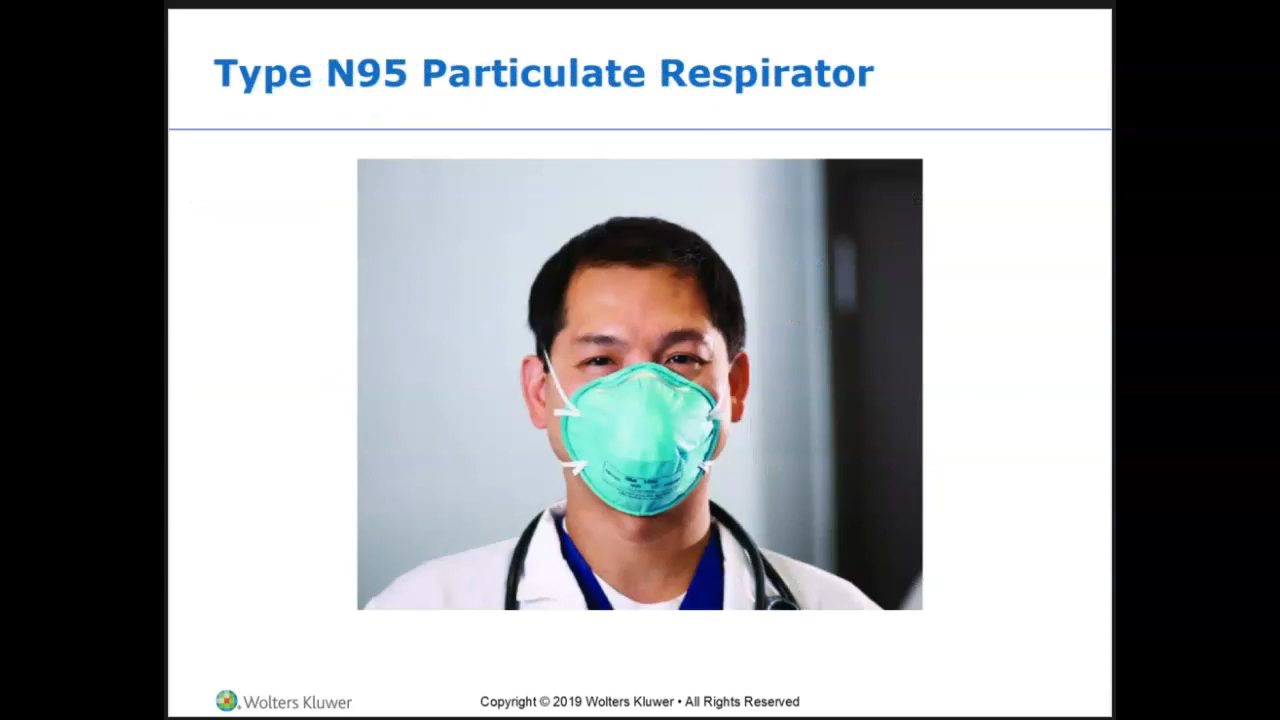 Type N95 Particulate Respirator
Wolters Kluwer
Copyright © 2019 Wolters Kluwer • All Rights Reserved